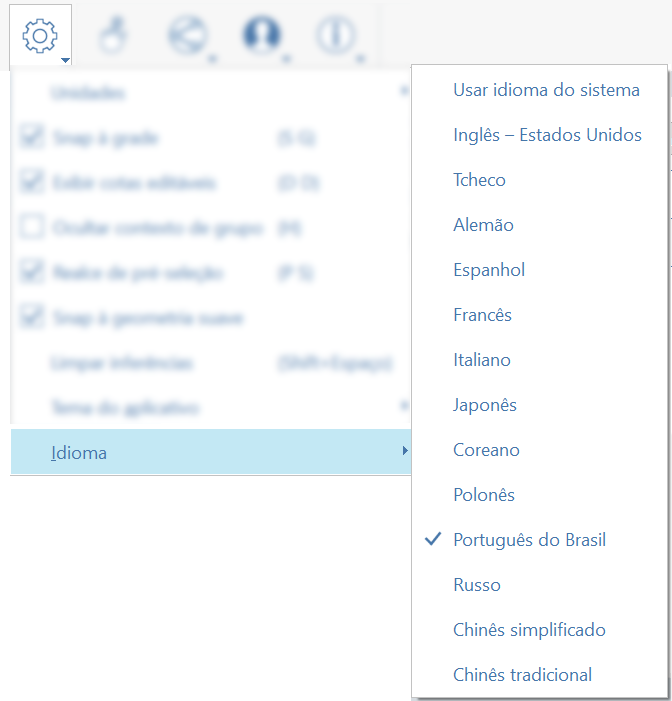 Unidades
Snap à grade (S G)
Exibir cotas editáveis (D D)
Ocultar contexto de grupo (H)
Realce de pré-seleção (P S)
Snap à geometria suave
Limpar inferências (Shift+Espaço)
Tema do aplicativo
Idioma
Usar idioma do sistema
Inglês – Estados Unidos
Tcheco
Alemão
Espanhol
Francês
Italiano
Japonês
Coreano
Polonês
Português do Brasil
Russo
Chinês simplificado
Chinês tradicional